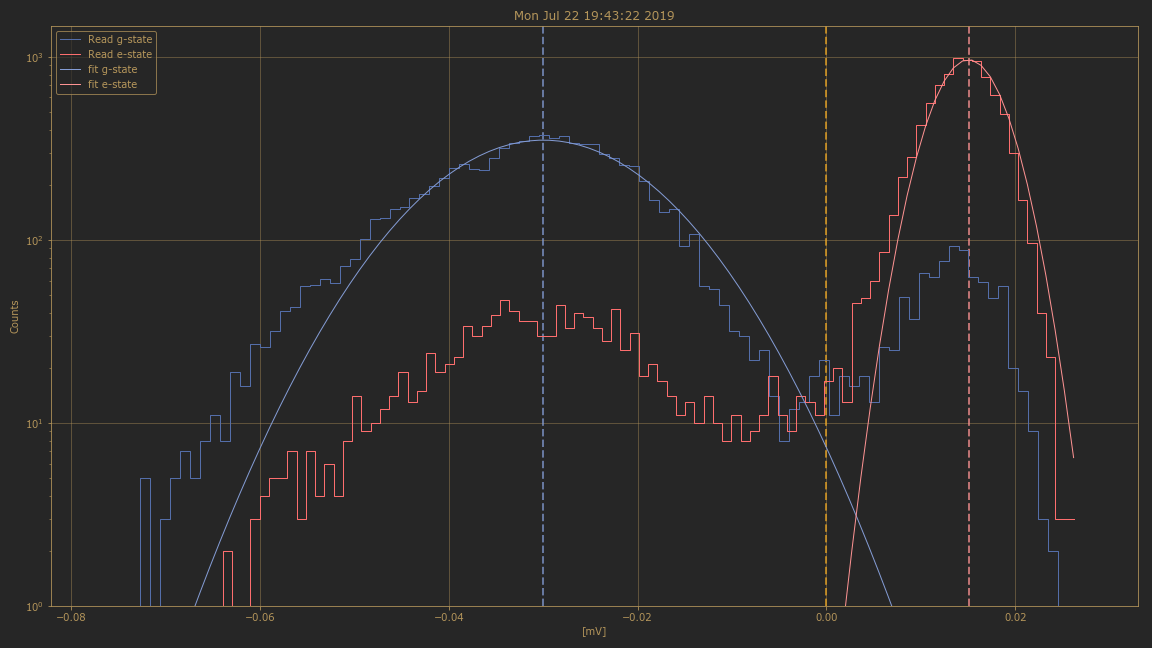 Mon Jul 22 19:43:22 2019
Read g-state
Read e-state
fit g-state
fit e-state
10³
10²
10¹
10⁰
Counts
−0.08 −0.06 −0.04 −0.02 0.00 0.02
[mV]